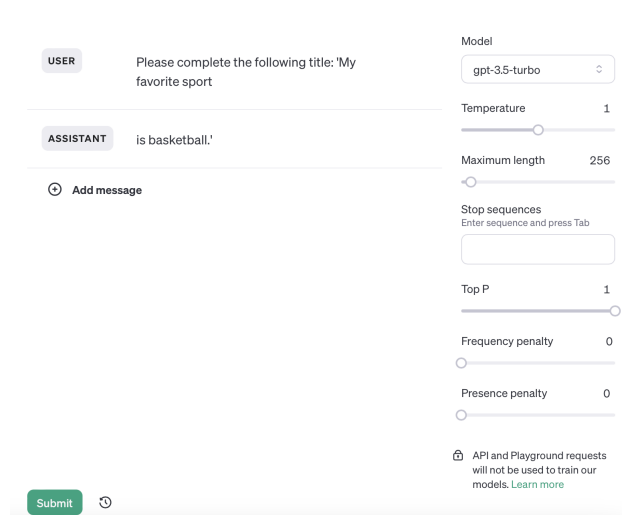 USER
Please complete the following title: 'My
favorite sport
ASSISTANT
is basketball.'
Add message
Submit
Model
gpt-3.5-turbo
Temperature 1
Maximum length 256
Stop sequences
Enter sequence and press Tab
Top P 1
Frequency penalty 0
Presence penalty 0
API and Playground requests
will not be used to train our
models. Learn more